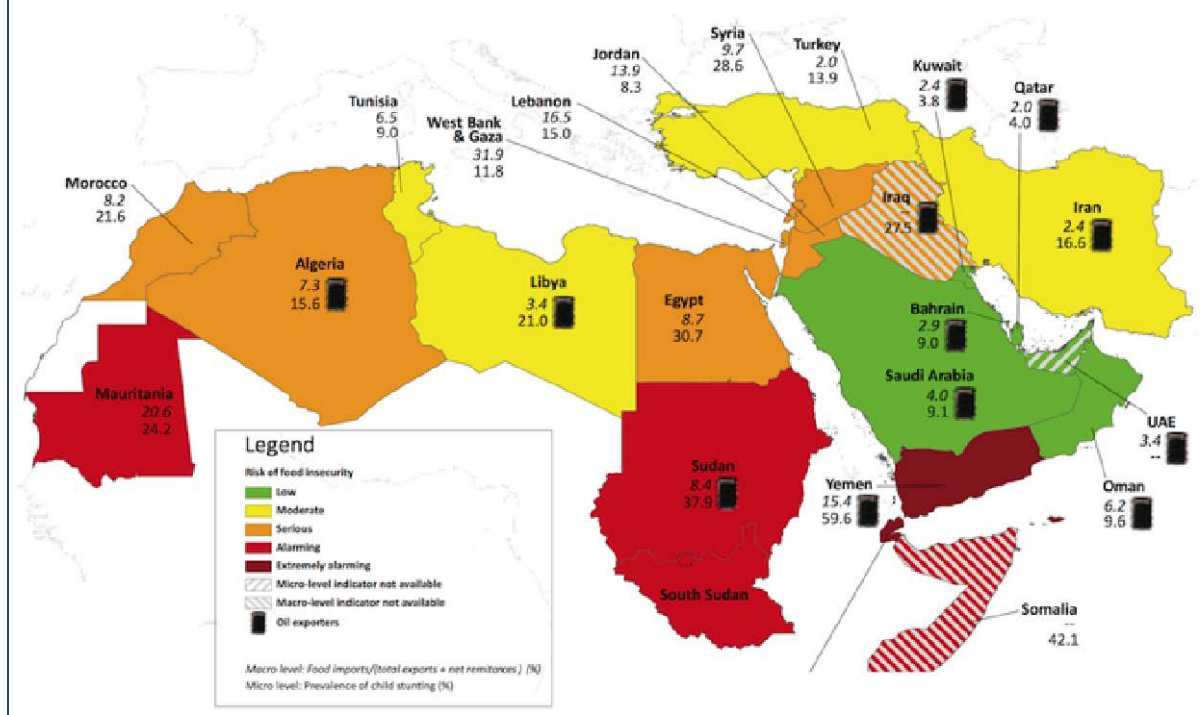 Syria
9.7
28.6
Turkey
2.0
13.9
Jordan
13.9
8.3
Kuwait
2.4
3.8
Qatar
2.0
4.0
Tunisia
6.5
9.0
Lebanon
16.5
15.0
West Bank
& Gaza
31.9
11.8
Morocco
8.2
21.6
Iraq
--
27.5
Iran
2.4
16.6
Algeria
7.3
15.6
Libya
3.4
21.0
Egypt
8.7
30.7
Bahrain
2.9
9.0
Saudi Arabia
4.0
9.1
Mauritania
20.6
24.2
UAE
3.4
--
Sudan
8.4
37.9
Yemen
15.4
59.6
Oman
6.2
9.6
South Sudan
Somalia
--
42.1
Legend
Risk of food insecurity
Low
Moderate
Serious
Alarming
Extremely alarming
Micro-level indicator not available
Macro-level indicator not available
Oil exporters
Macro level: Food imports/(total exports + net remitances ) (%)
Micro level: Prevalence of child stunting (%)